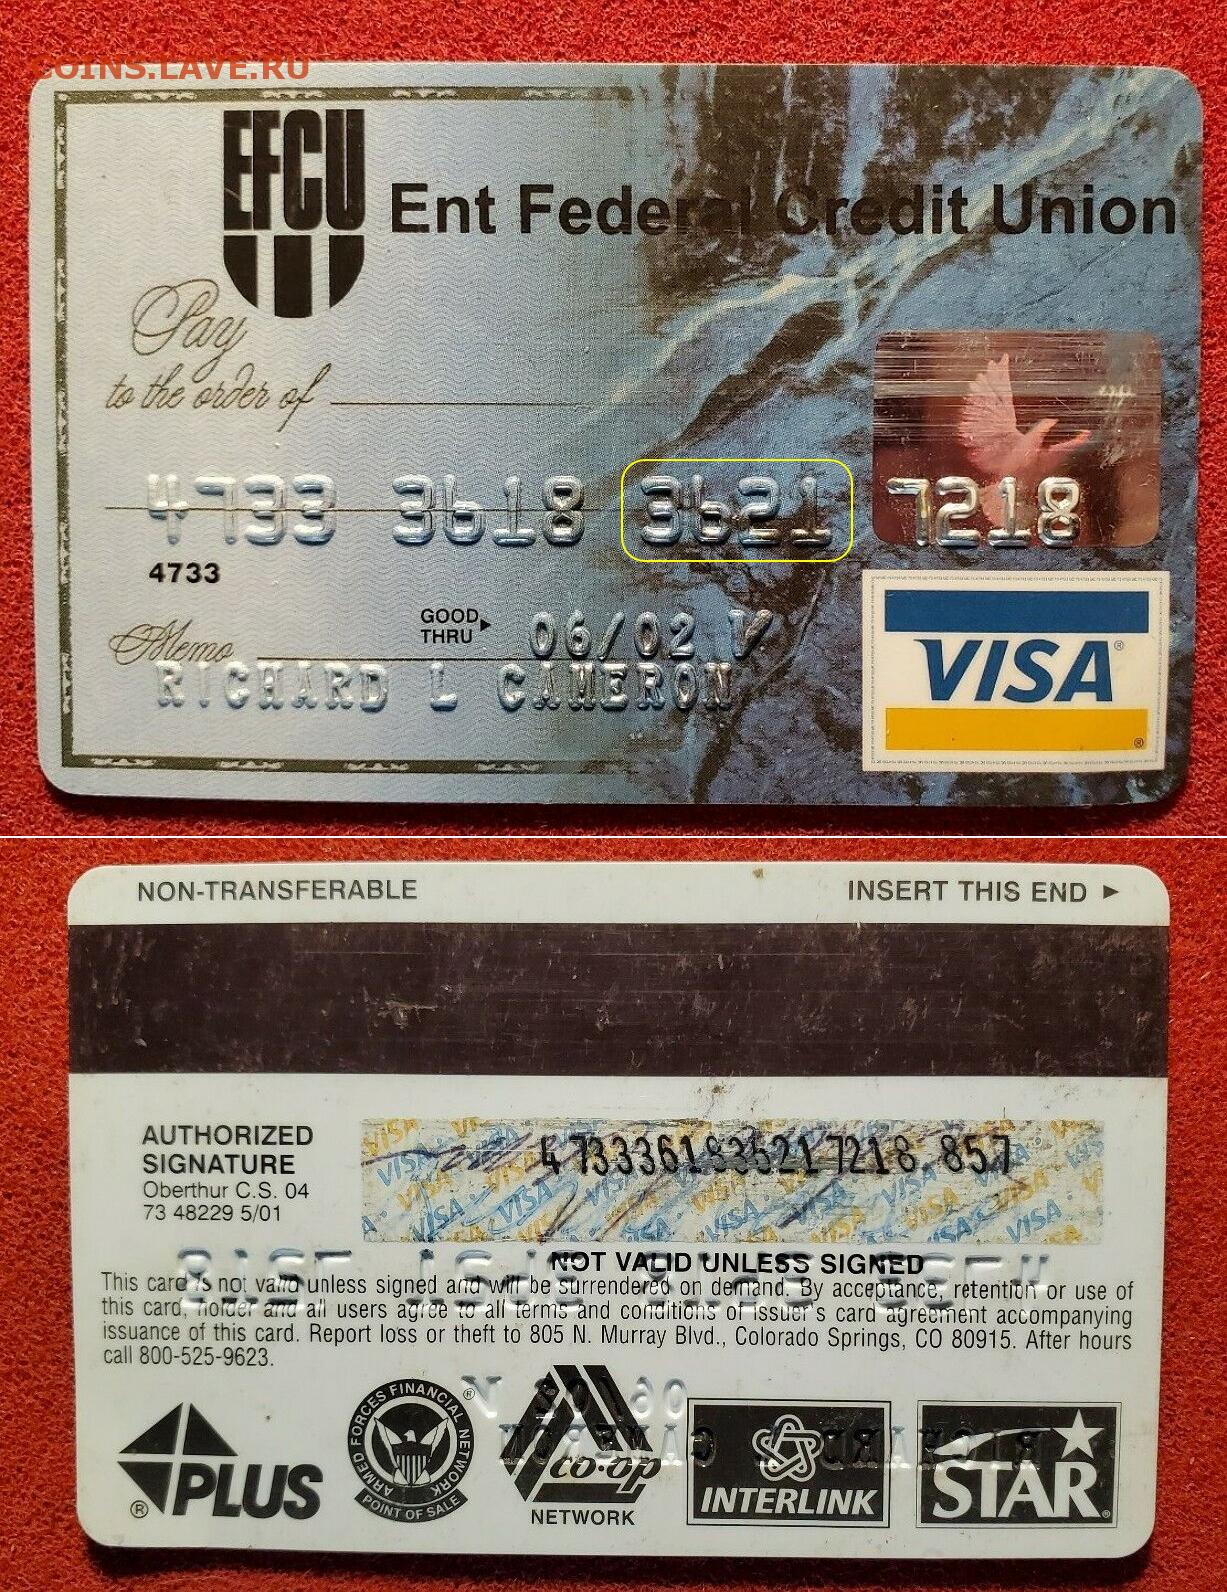 COINS.LAVE.RU
EFCU
Ent Federal Credit Union
Pay
to the order of
4733 3618 3621 7218
4733
GOOD
THRU
06/02 V
Memo
RICHARD L CAMERON
VISA
NON-TRANSFERABLE
INSERT THIS END
AUTHORIZED
SIGNATURE
Oberthur C.S. 04
73 48229 5/01
4733361836217218 857
NOT VALID UNLESS SIGNED
This card is not valid unless signed and will be surrendered on demand. By acceptance, retention or use of
this card, holder and all users agree to all terms and conditions of issuer's card agreement accompanying
issuance of this card. Report loss or theft to 805 N. Murray Blvd., Colorado Springs, CO 80915. After hours
call 800-525-9623.
PLUS
ARMED FORCES FINANCIAL NETWORK
POINT OF SALE
co-op
NETWORK
INTERLINK
STAR